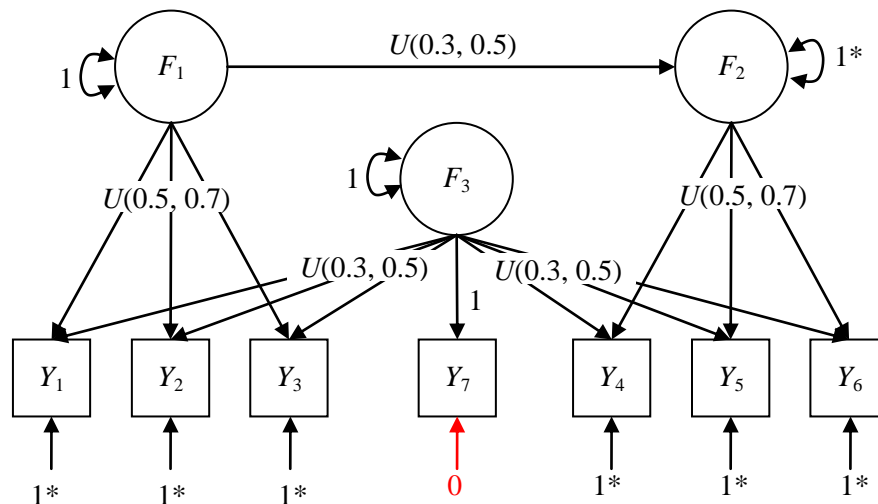 U(0.3, 0.5)
1 F₁ F₂ 1*
1 F₃
U(0.5, 0.7) U(0.5, 0.7)
U(0.3, 0.5) U(0.3, 0.5)
1
Y₁ Y₂ Y₃ Y₇ Y₄ Y₅ Y₆
1* 1* 1* 0 1* 1* 1*